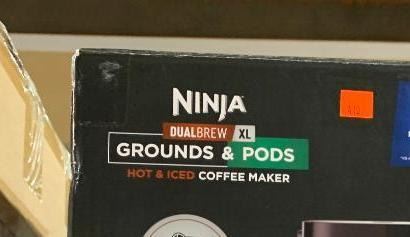 NINJA
DUALBREW XL
GROUNDS & PODS
HOT & ICED COFFEE MAKER